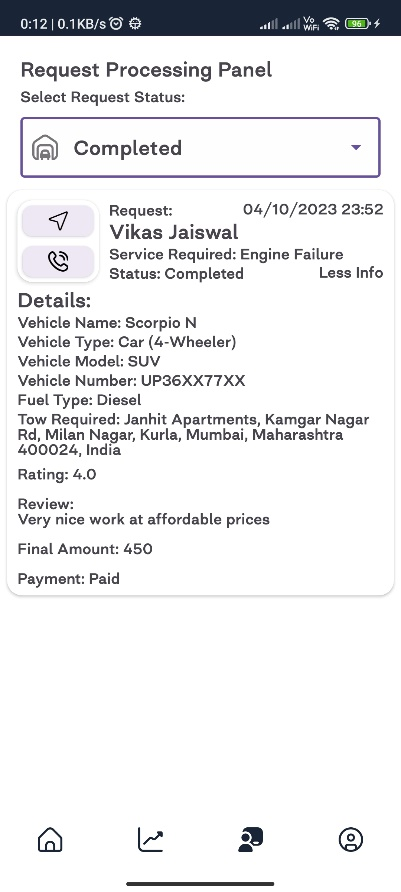 0:12 | 0.1KB/s
Vo
WiFi
96
Request Processing Panel
Select Request Status:
Completed
Request:
04/10/2023 23:52
Vikas Jaiswal
Service Required: Engine Failure
Status: Completed
Less Info
Details:
Vehicle Name: Scorpio N
Vehicle Type: Car (4-Wheeler)
Vehicle Model: SUV
Vehicle Number: UP36XX77XX
Fuel Type: Diesel
Tow Required: Janhit Apartments, Kamgar Nagar
Rd, Milan Nagar, Kurla, Mumbai, Maharashtra
400024, India
Rating: 4.0
Review:
Very nice work at affordable prices
Final Amount: 450
Payment: Paid